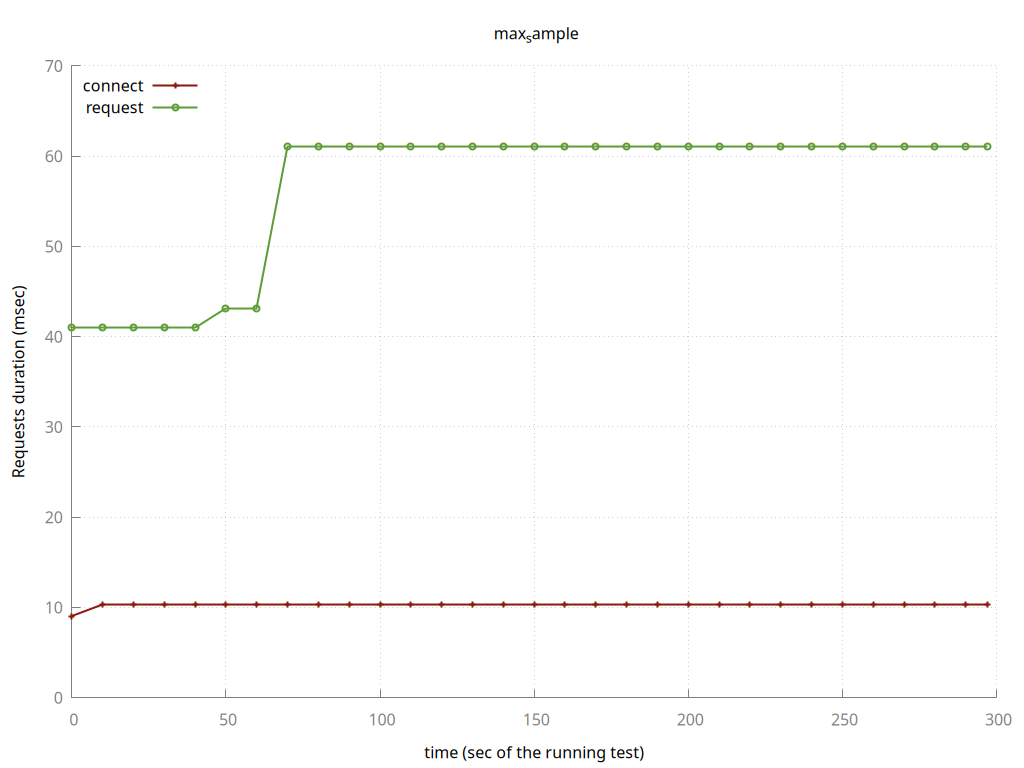 maxₛample
70
60
50
40
30
20
10
0
connect
request
Requests duration (msec)
0 50 100 150 200 250 300
time (sec of the running test)